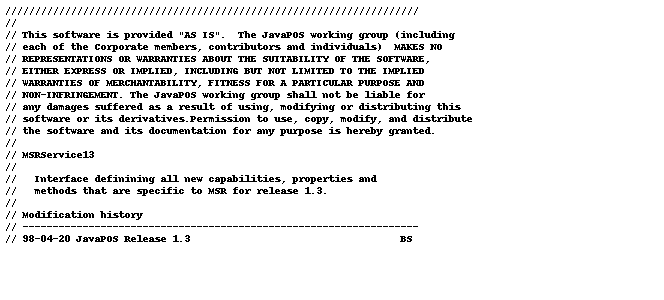 //////////////////////////////////////////////////////////////////////
//
// This software is provided "AS IS".  The JavaPOS working group (including
// each of the Corporate members, contributors and individuals)  MAKES NO
// REPRESENTATIONS OR WARRANTIES ABOUT THE SUITABILITY OF THE SOFTWARE,
// EITHER EXPRESS OR IMPLIED, INCLUDING BUT NOT LIMITED TO THE IMPLIED
// WARRANTIES OF MERCHANTABILITY, FITNESS FOR A PARTICULAR PURPOSE AND
// NON-INFRINGEMENT. The JavaPOS working group shall not be liable for
// any damages suffered as a result of using, modifying or distributing this
// software or its derivatives.Permission to use, copy, modify, and distribute
// the software and its documentation for any purpose is hereby granted.
//
// MSRService13
//
//   Interface definining all new capabilities, properties and
//   methods that are specific to MSR for release 1.3.
//
// Modification history
// ------------------------------------------------------------------
// 98-04-20 JavaPOS Release 1.3                                   BS